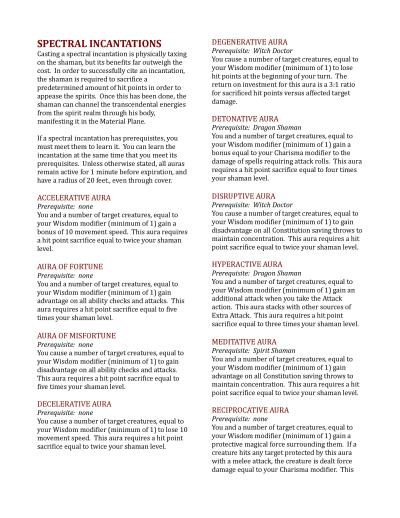 SPECTRAL INCANTATIONS
Casting a spectral incantation is physically taxing
on the shaman, but its benefits far outweigh the
cost. In order to successfully cite an incantation,
the shaman is required to sacrifice a
predetermined amount of hit points in order to
appease the spirits. Once this has been done, the
shaman can channel the transcendental energies
from the spirit realm through his body,
manifesting it in the Material Plane.
If a spectral incantation has prerequisites, you
must meet them to learn it. You can learn the
incantation at the same time that you meet its
prerequisites. Unless otherwise stated, all auras
remain active for 1 minute before expiration, and
have a radius of 20 feet, even through cover.
ACCELERATIVE AURA
Prerequisite: none
You and a number of target creatures, equal to
your Wisdom modifier (minimum of 1) gain a
bonus of 10 movement speed. This aura requires
a hit point sacrifice equal to twice your shaman
level.
AURA OF FORTUNE
Prerequisite: none
You and a number of target creatures, equal to
your Wisdom modifier (minimum of 1) gain
advantage on all ability checks and attacks. This
aura requires a hit point sacrifice equal to five
times your shaman level.
AURA OF MISFORTUNE
Prerequisite: none
You cause a number of target creatures, equal to
your Wisdom modifier (minimum of 1) to gain
disadvantage on all ability checks and attacks.
This aura requires a hit point sacrifice equal to
five times your shaman level.
DECELERATIVE AURA
Prerequisite: none
You cause a number of target creatures, equal to
your Wisdom modifier (minimum of 1) to lose 10
movement speed. This aura requires a hit point
sacrifice equal to twice your shaman level.
DEGENERATIVE AURA
Prerequisite: Witch Doctor
You cause a number of target creatures, equal to
your Wisdom modifier (minimum of 1) to lose
hit points at the beginning of your turn. The
return on investment for this aura is a 3:1 ratio
for sacrificed hit points versus affected target
damage.
DETONATIVE AURA
Prerequisite: Dragon Shaman
You and a number of target creatures, equal to
your Wisdom modifier (minimum of 1) gain a
bonus equal to your Charisma modifier to the
damage of spells requiring attack rolls. This aura
requires a hit point sacrifice equal to four times
your shaman level.
DISRUPTIVE AURA
Prerequisite: Witch Doctor
You cause a number of target creatures, equal to
your Wisdom modifier (minimum of 1) to gain
disadvantage on all Constitution saving throws to
maintain concentration. This aura requires a hit
point sacrifice equal to twice your shaman level.
HYPERACTIVE AURA
Prerequisite: Dragon Shaman
You and a number of target creatures, equal to
your Wisdom modifier (minimum of 1) gain an
additional attack when you take the Attack
action. This aura stacks with other sources of
Extra Attack. This aura requires a hit point
sacrifice equal to three times your shaman level.
MEDITATIVE AURA
Prerequisite: Spirit Shaman
You and a number of target creatures, equal to
your Wisdom modifier (minimum of 1) gain
advantage on all Constitution saving throws to
maintain concentration. This aura requires a hit
point sacrifice equal to twice your shaman level.
RECIPROCATIVE AURA
Prerequisite: none
You and a number of target creatures, equal to
your Wisdom modifier (minimum of 1) gain a
protective magical force surrounding them. If a
creature hits any target protected by this aura
with a melee attack, the creature is dealt force
damage equal to your Charisma modifier. This